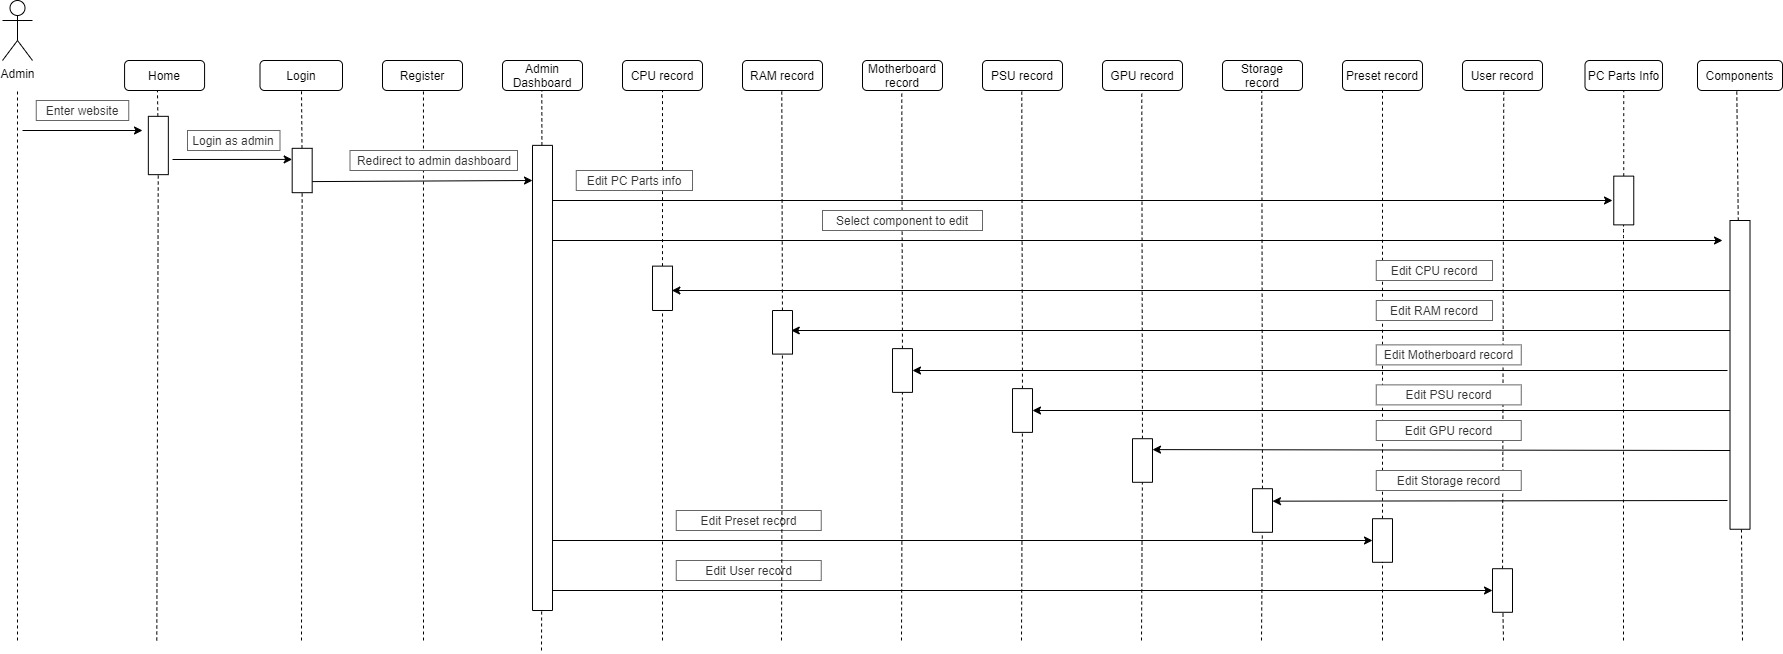 Admin
Home
Login
Register
Admin
Dashboard
CPU record
RAM record
Motherboard
record
PSU record
GPU record
Storage
record
Preset record
User record
PC Parts Info
Components
Enter website
Login as admin
Redirect to admin dashboard
Edit PC Parts info
Select component to edit
Edit CPU record
Edit RAM record
Edit Motherboard record
Edit PSU record
Edit GPU record
Edit Storage record
Edit Preset record
Edit User record